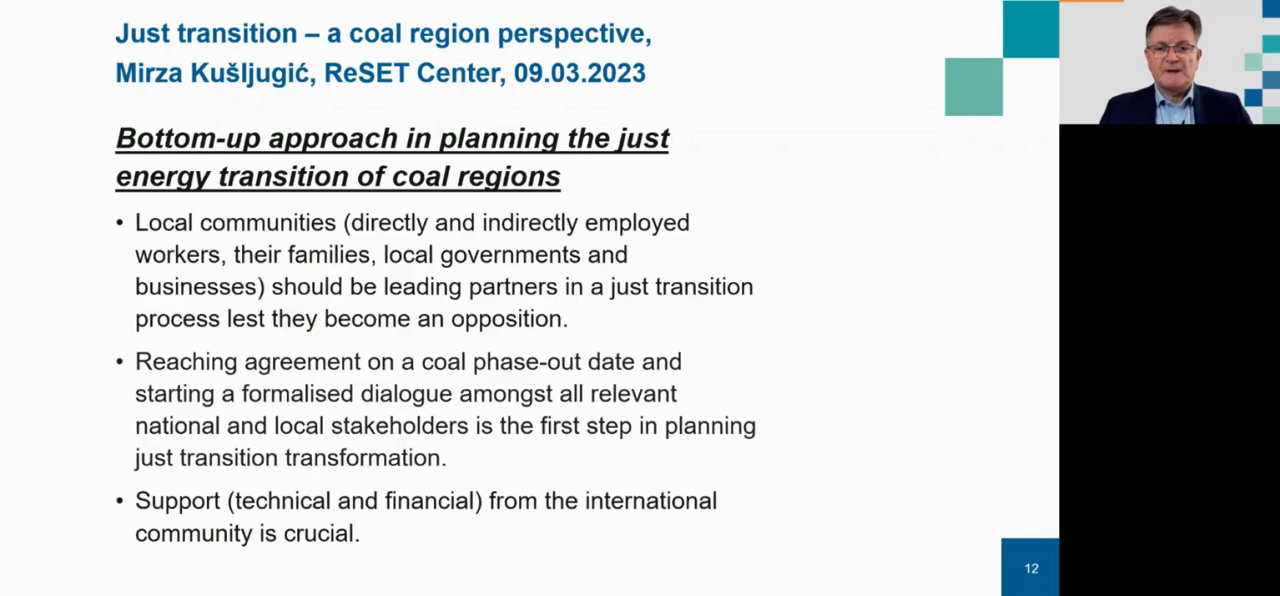 Just transition – a coal region perspective,
Mirza Kušljugić, ReSET Center, 09.03.2023
Bottom-up approach in planning the just
energy transition of coal regions
• Local communities (directly and indirectly employed
workers, their families, local governments and
businesses) should be leading partners in a just transition
process lest they become an opposition.
• Reaching agreement on a coal phase-out date and
starting a formalised dialogue amongst all relevant
national and local stakeholders is the first step in planning
just transition transformation.
• Support (technical and financial) from the international
community is crucial.
12